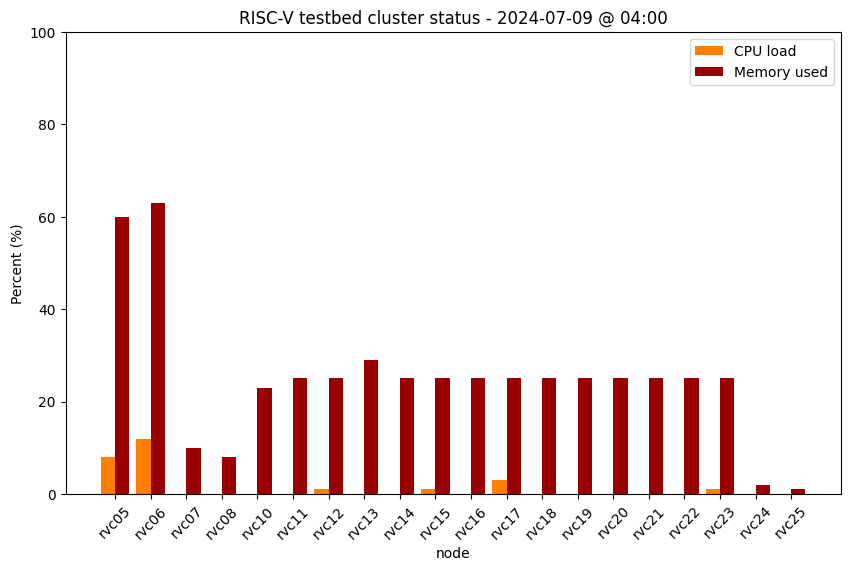 RISC-V testbed cluster status - 2024-07-09 @ 04:00
CPU load
Memory used
Percent (%)
100
80
60
40
20
0
rvc05
rvc06
rvc07
rvc08
rvc10
rvc11
rvc12
rvc13
rvc14
rvc15
rvc16
rvc17
rvc18
rvc19
rvc20
rvc21
rvc22
rvc23
rvc24
rvc25
node